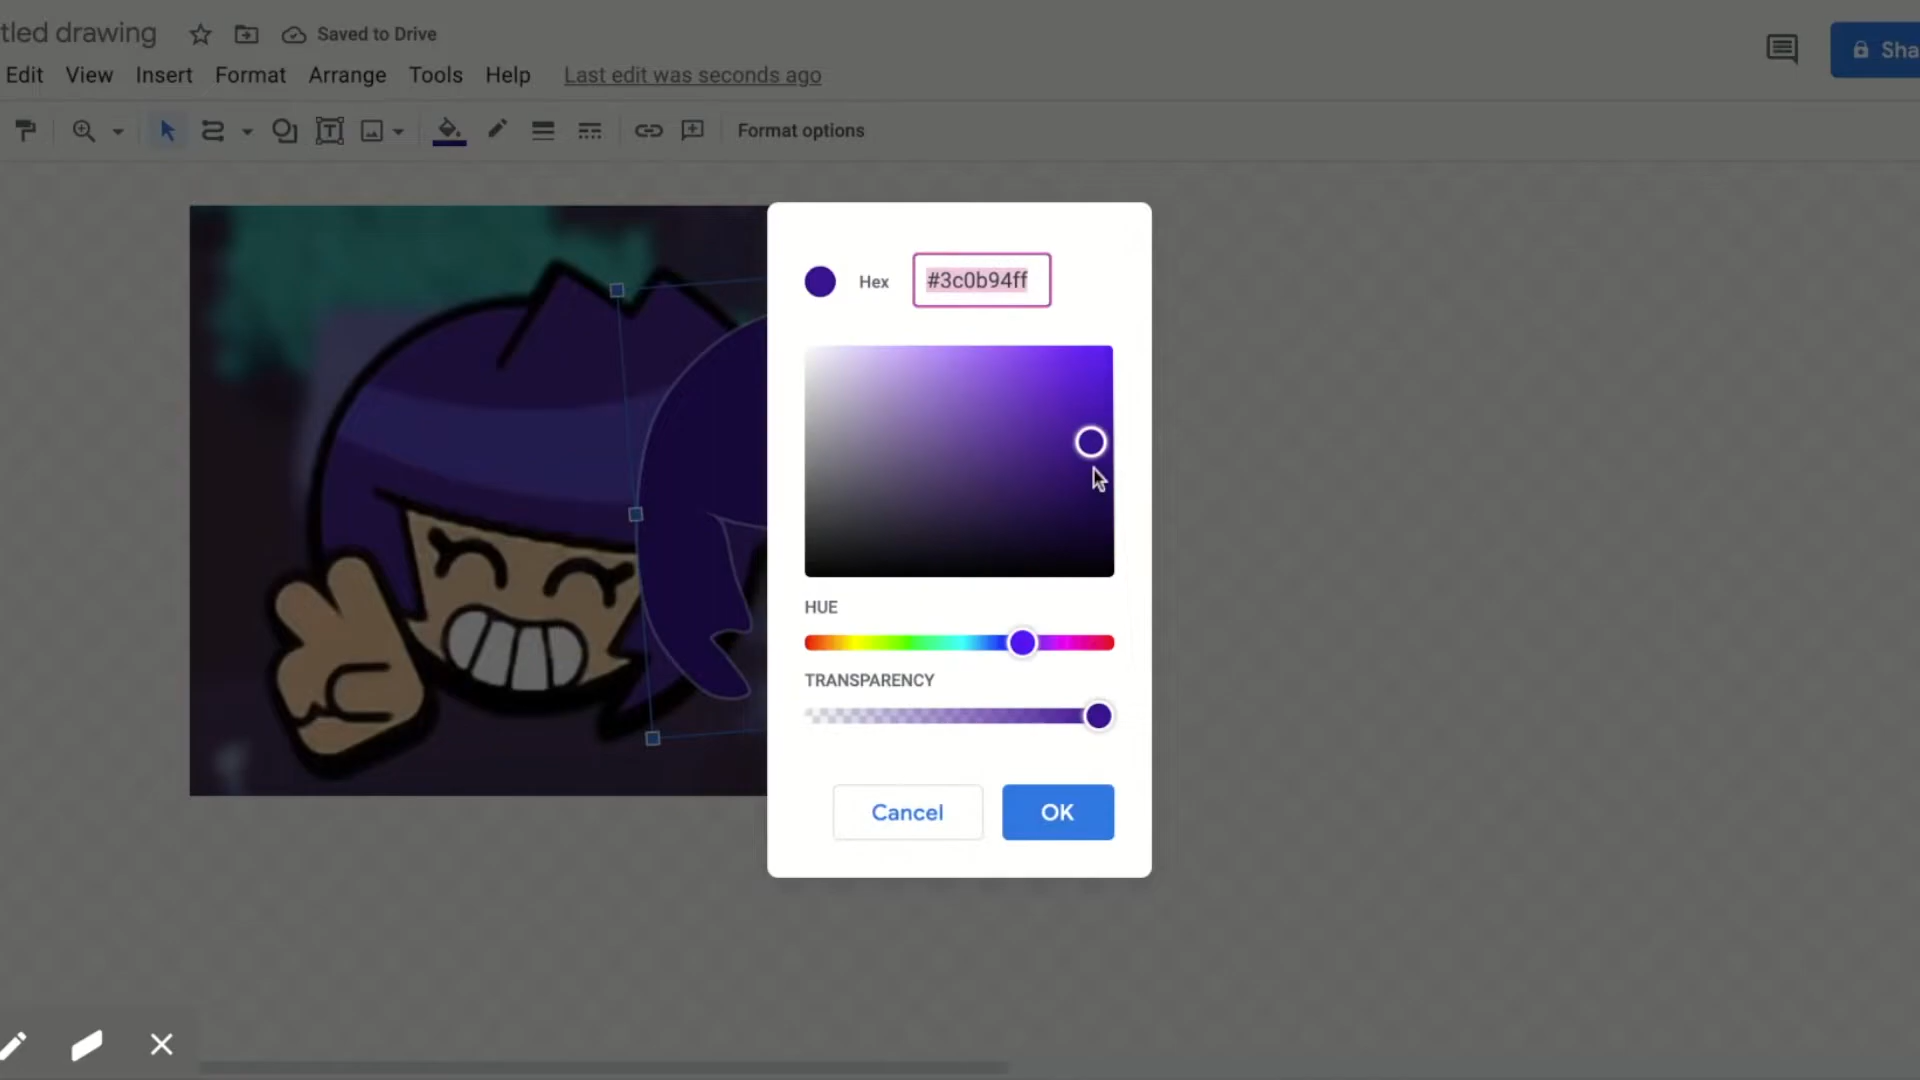 tled drawing
Saved to Drive
Sha
Edit View Insert Format Arrange Tools Help Last edit was seconds ago
Format options
Hex #3c0b94ff
HUE
TRANSPARENCY
Cancel OK